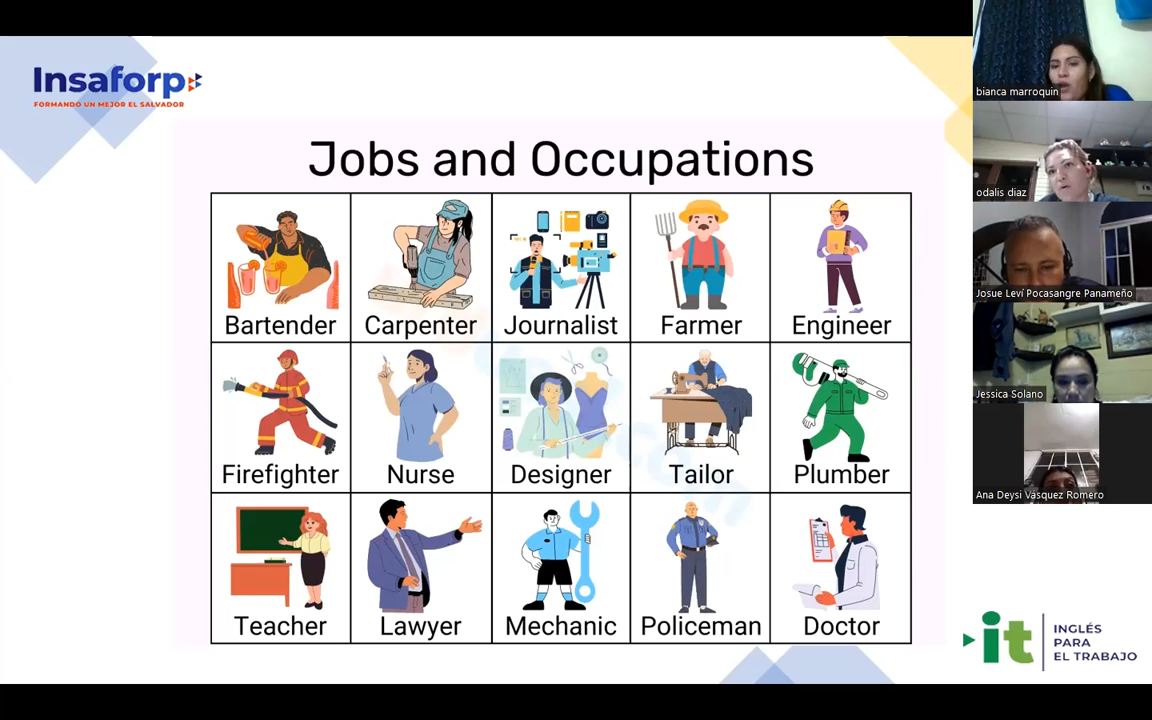 Insaforp
FORMANDO UN MEJOR EL SALVADOR
Jobs and Occupations
Bartender Carpenter Journalist Farmer Engineer
Firefighter Nurse Designer Tailor Plumber
Teacher Lawyer Mechanic Policeman Doctor
it INGLÉS
PARA
EL TRABAJO
bianca marroquin
odalis diaz
Josue Leví Pocasangre Panameño
Jessica Solano
Ana Deysi Vásquez Romero